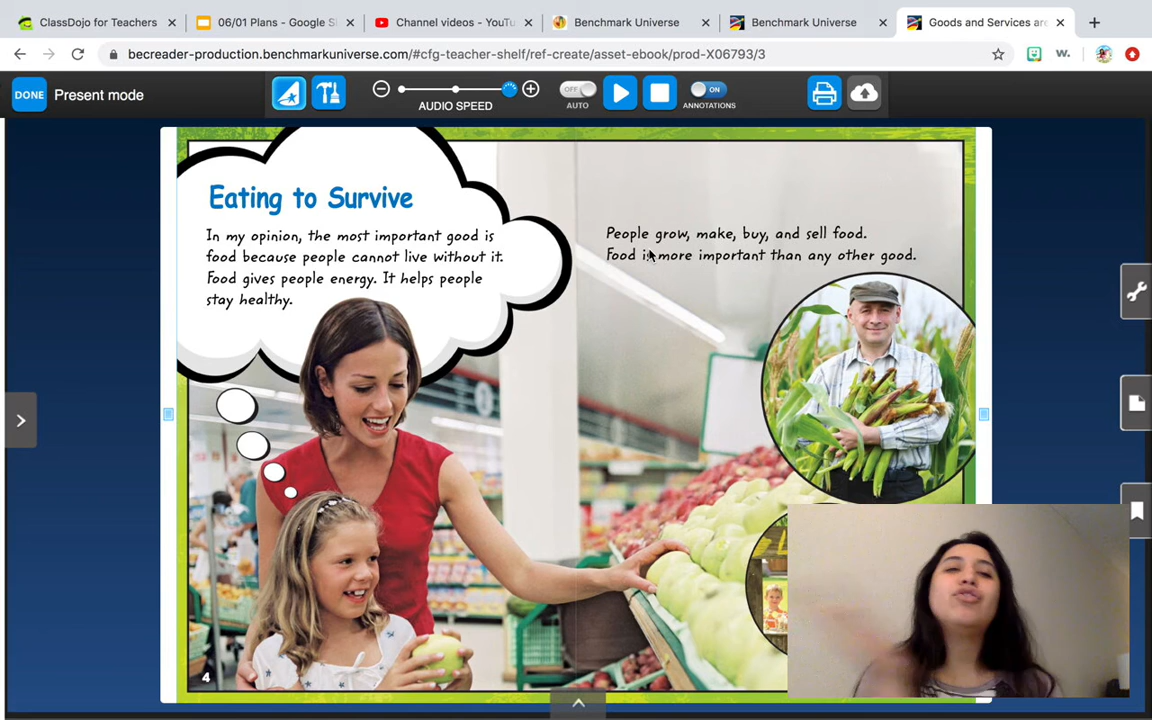 ClassDojo for Teachers
06/01 Plans - Google S
Channel videos - YouTu
Benchmark Universe
Benchmark Universe
Goods and Services are
becreader-production.benchmarkuniverse.com/#cfg-teacher-shelf/ref-create/asset-ebook/prod-X06793/3
w.
DONE
Present mode
AUDIO SPEED
OFF
AUTO
ON
ANNOTATIONS
Eating to Survive
In my opinion, the most important good is
food because people cannot live without it.
Food gives people energy. It helps people
stay healthy.
People grow, make, buy, and sell food.
Food is more important than any other good.
4